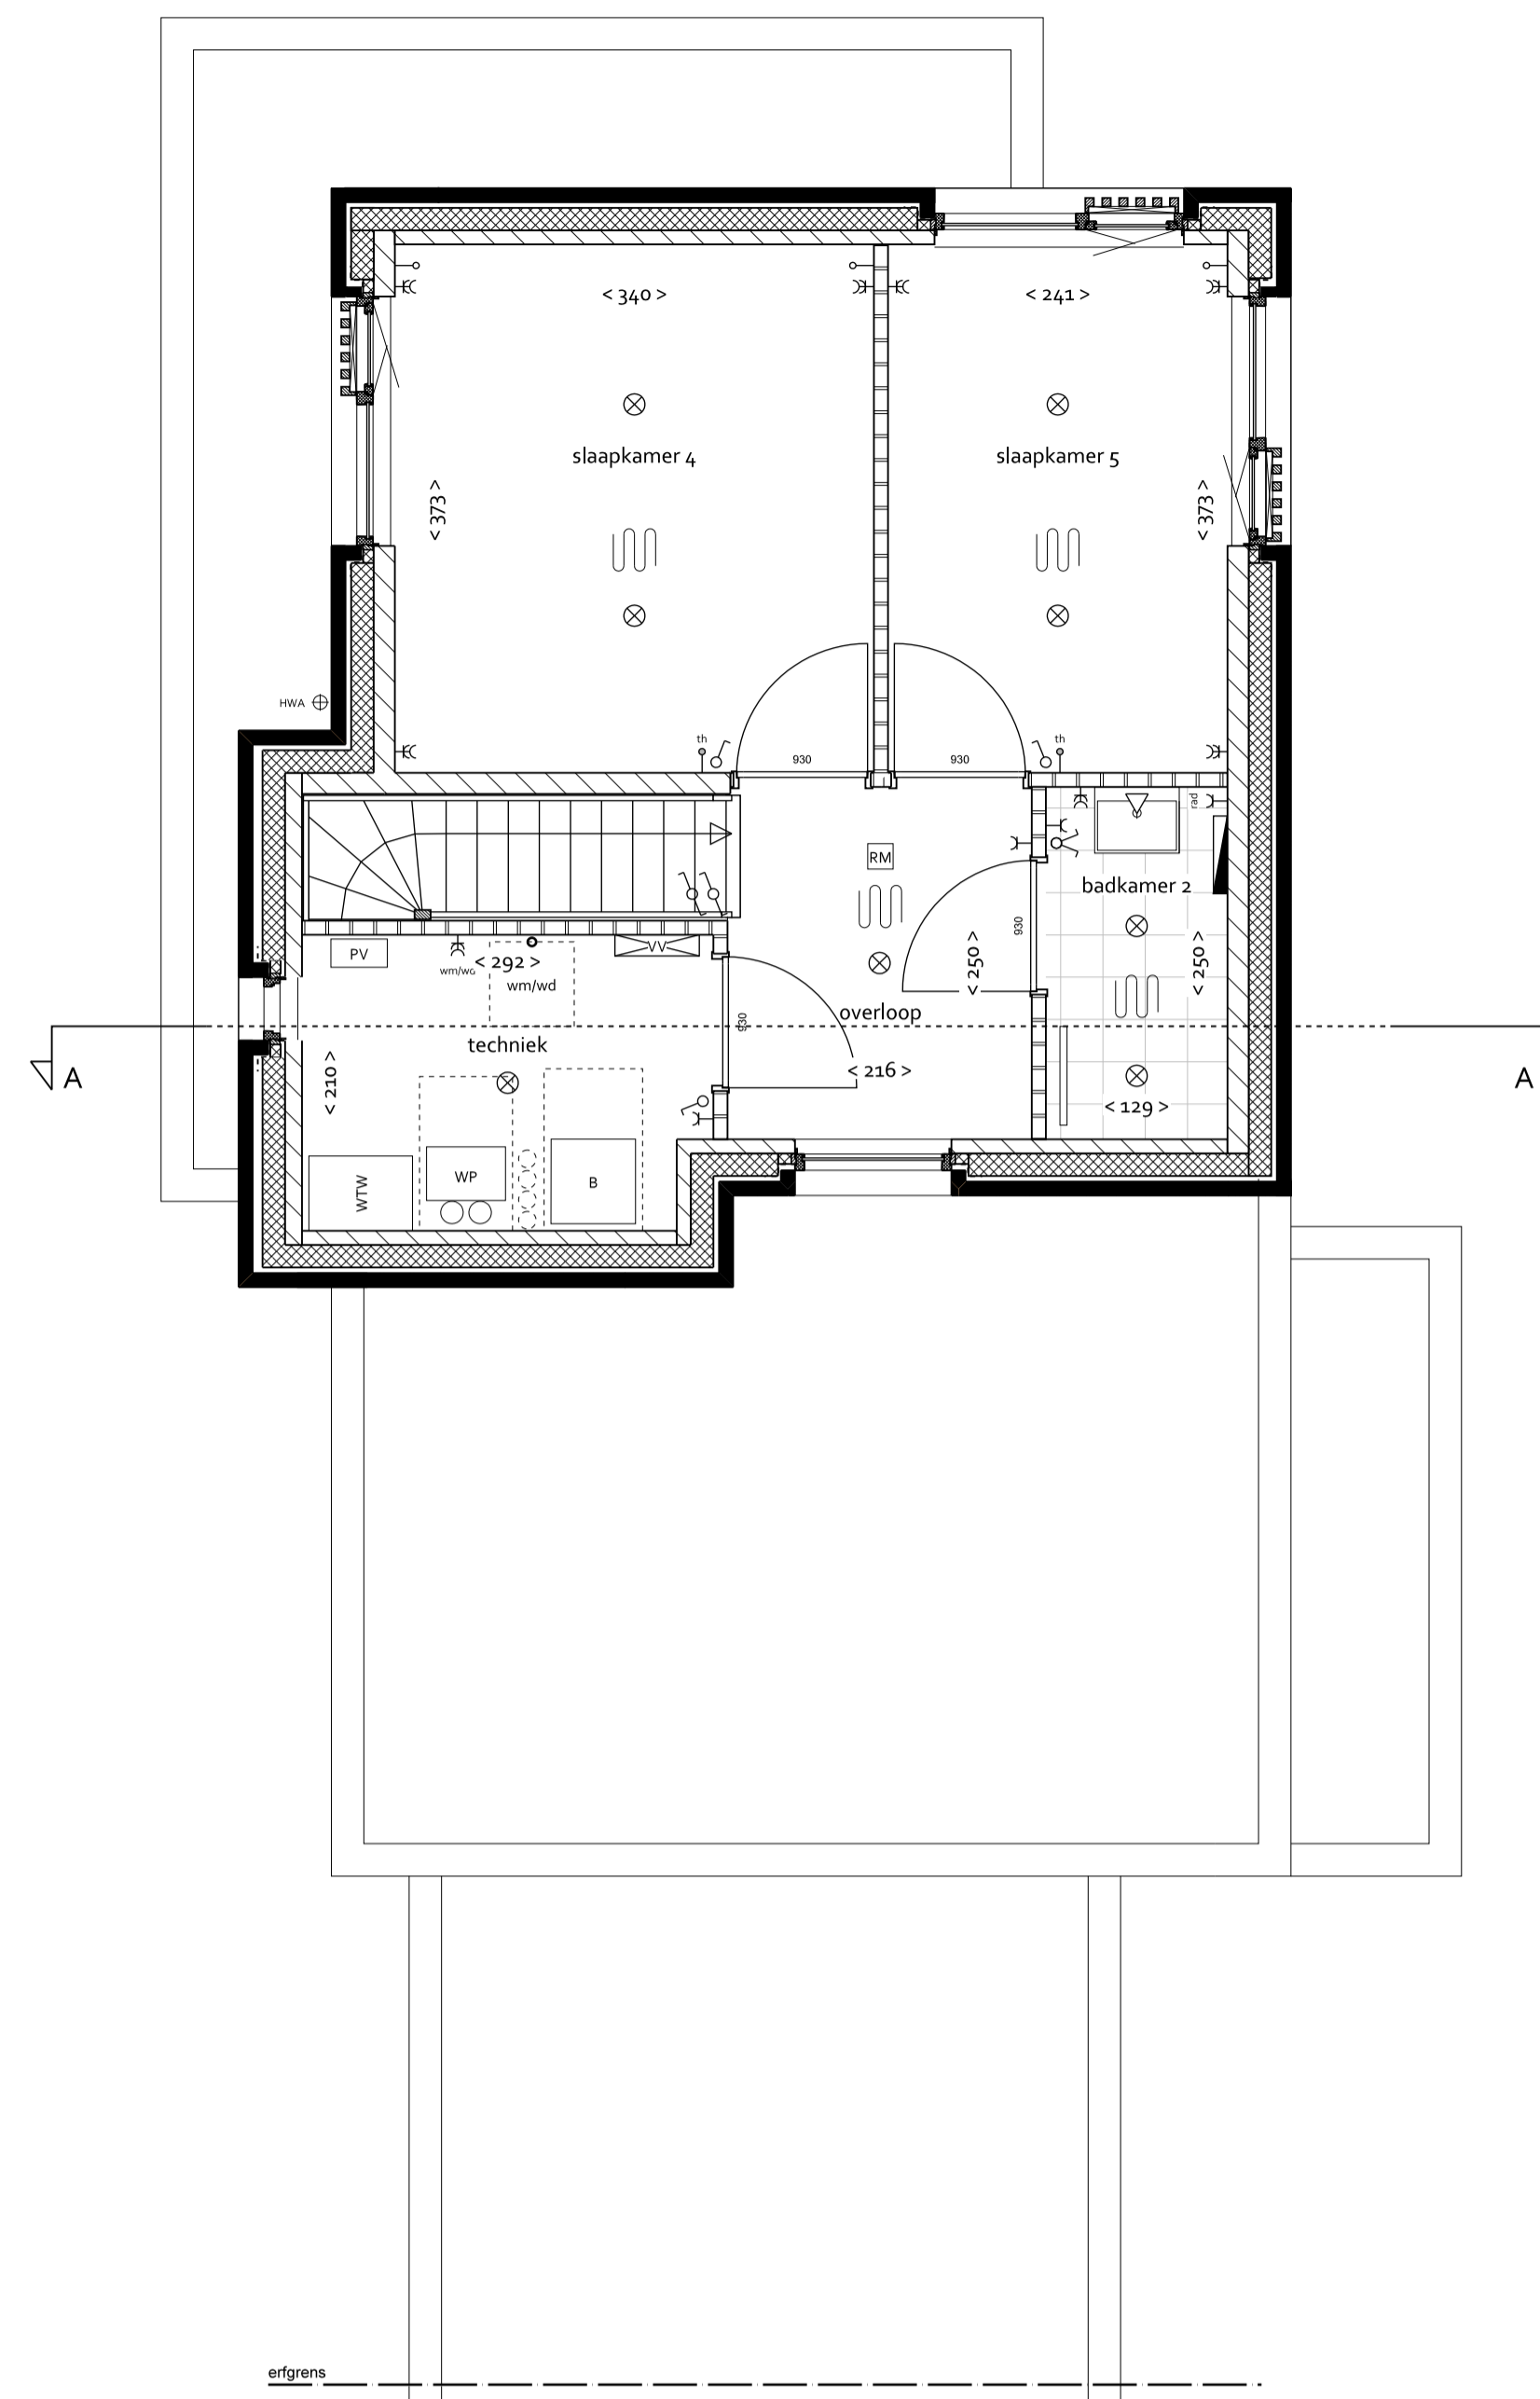 < 340 >
< 241 >
slaapkamer 4
slaapkamer 5
< 373 >
< 373 >
HWA
th
th
930
930
rad
RM
badkamer 2
930
PV
VV
< 292 >
wm/wd
wm/wd
< 250 >
< 250 >
overloop
930
techniek
< 210 >
< 216 >
< 129 >
A
A
WTW
WP
B
erfgrens